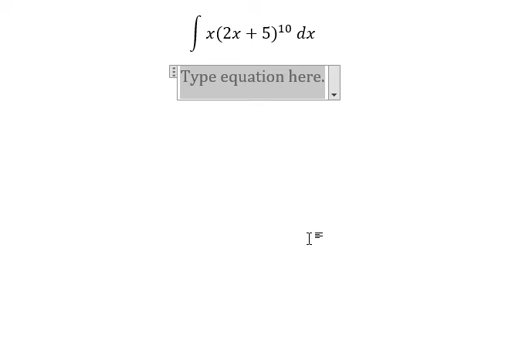 ∫ x(2x + 5)¹⁰ dx
Type equation here.